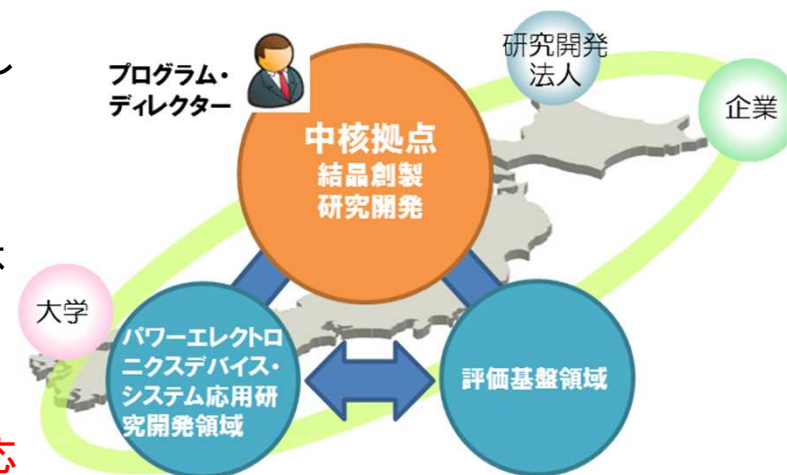 し
プログラム・
ディレクター
研究開発
法人
企業
中核拠点
結晶創製
研究開発
大学
パワーエレクトロ
ニクスデバイス・
システム応用研
究開発領域
評価基盤領域
応